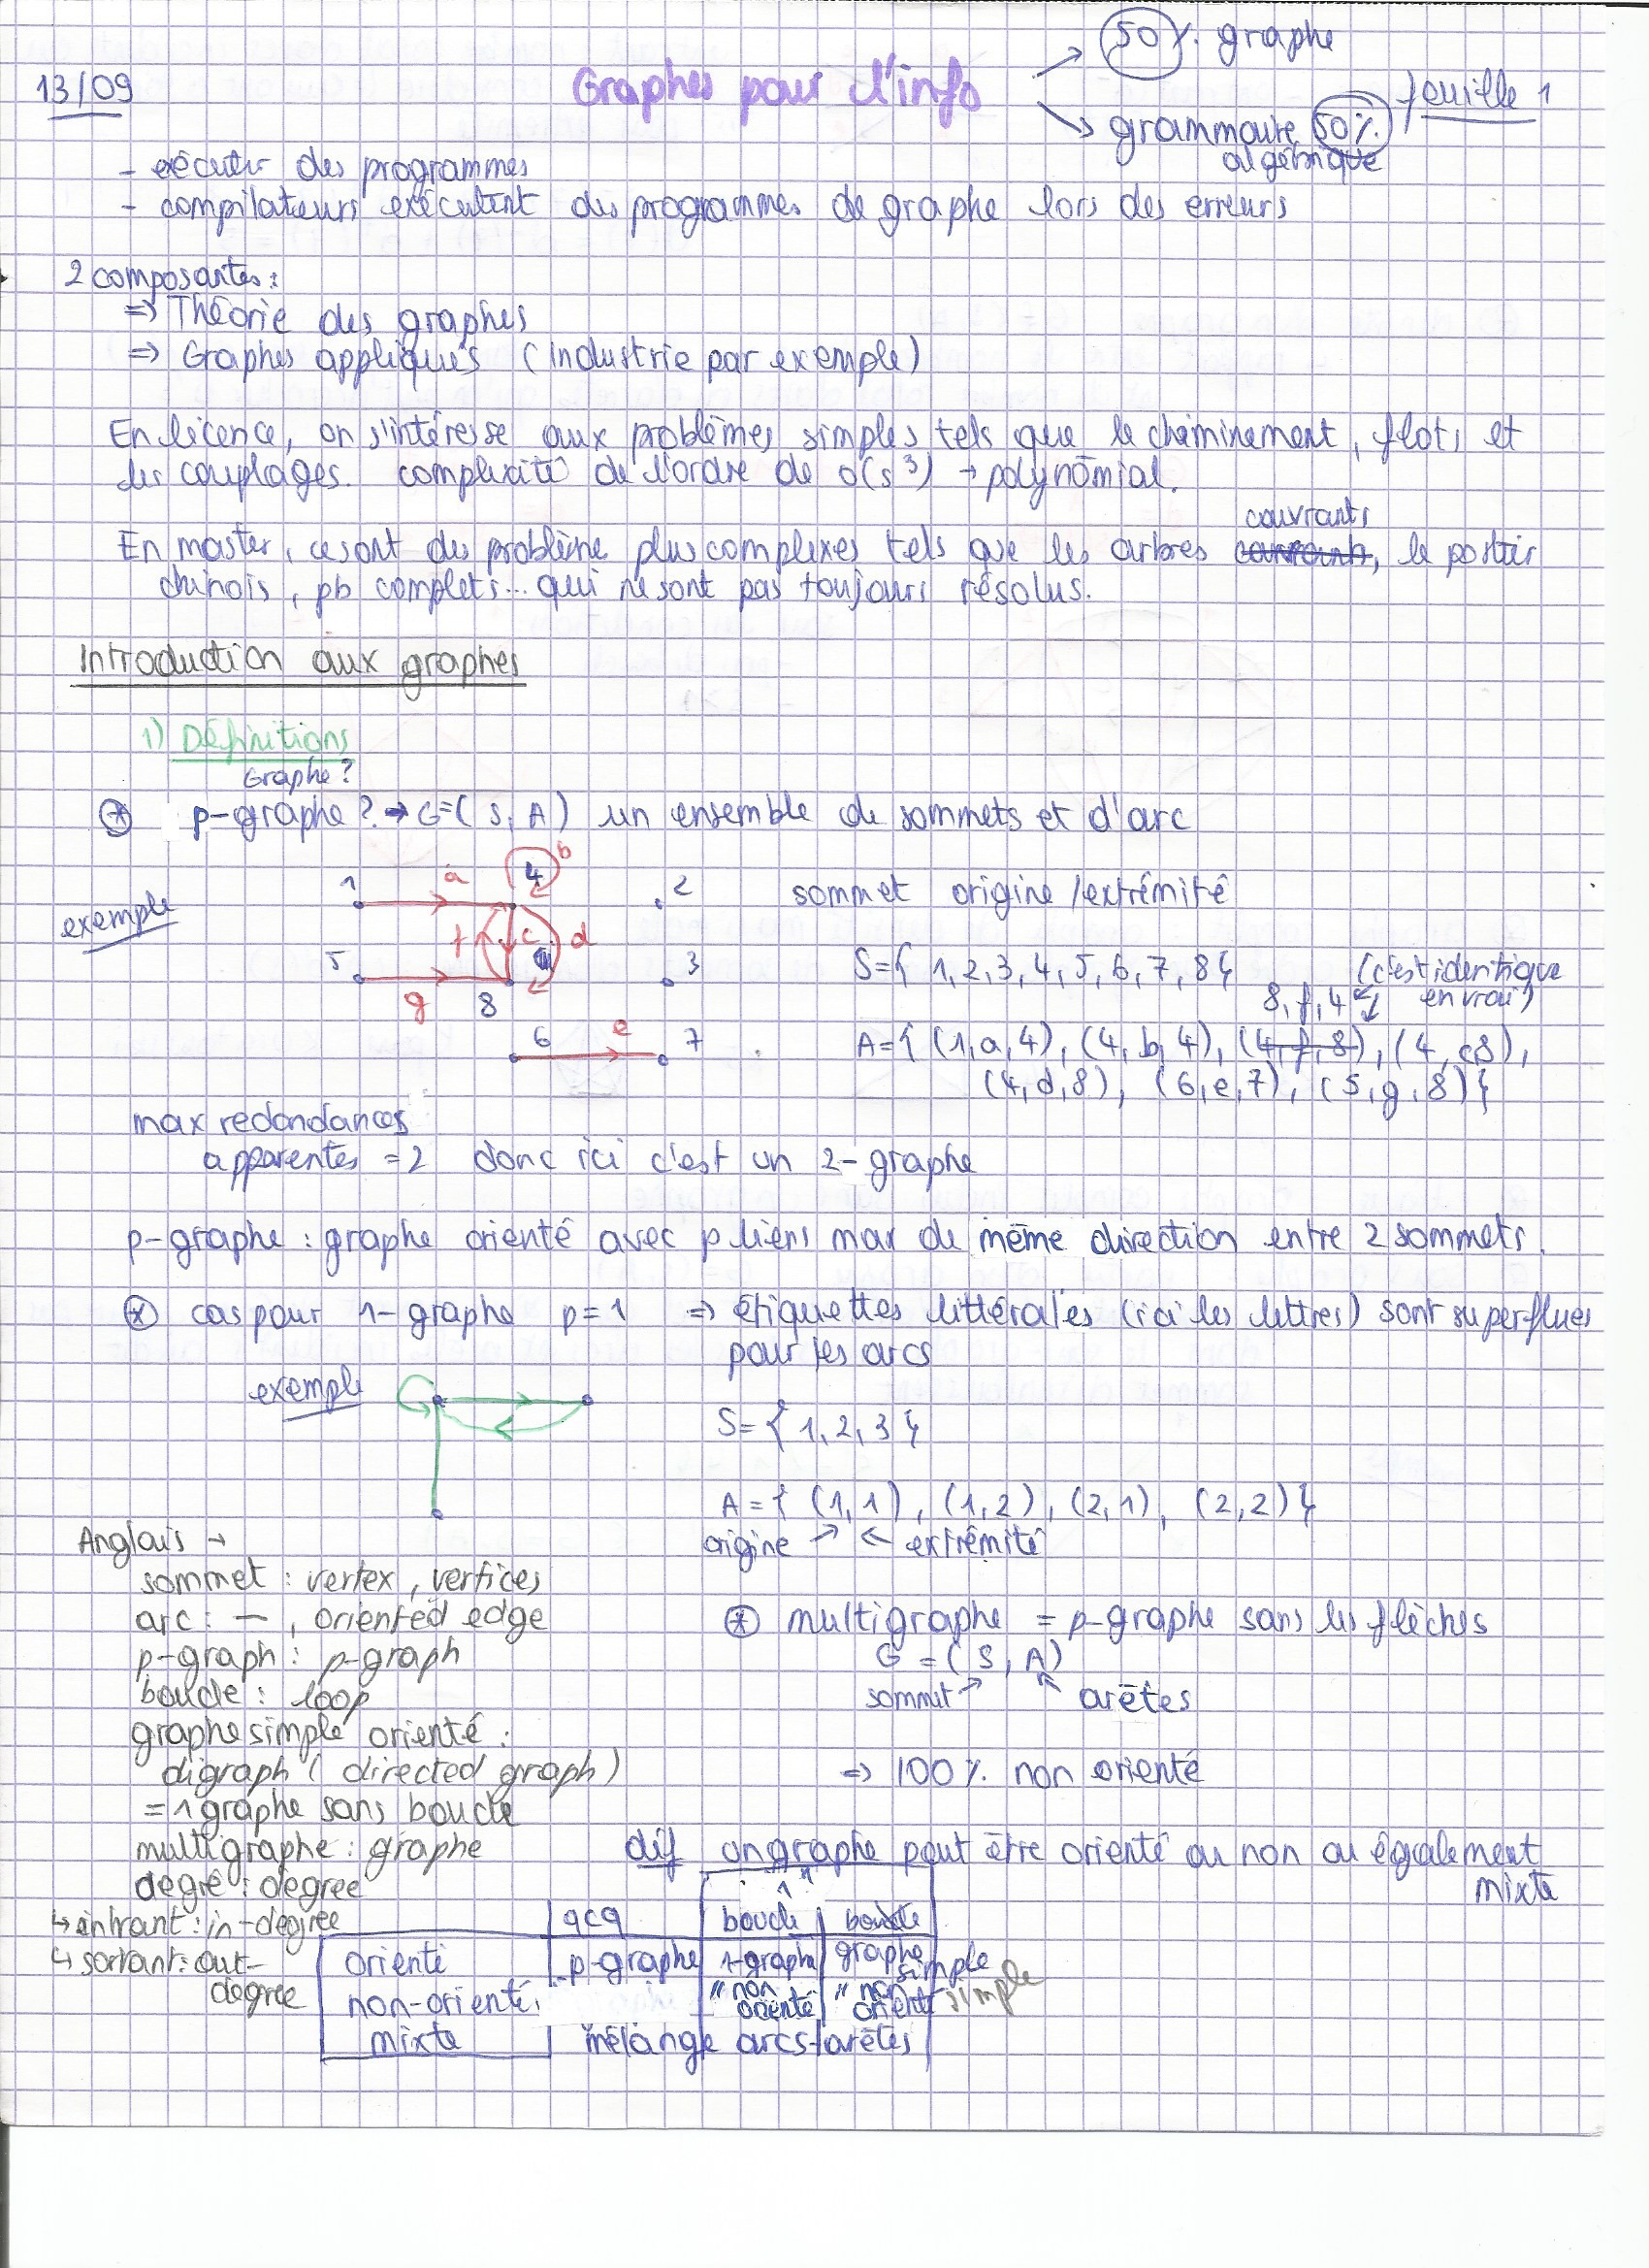 50 % graphe
13/09
Graphes pour l'info
feuille 1
grammaire 50%
algébrique
- exécuter des programmes
- compilateurs exécutent des programmes de graphe lors des erreurs
2 composantes :
=> Théorie des graphes
=> Graphes appliqués (industrie par exemple)
En licence, on s'intéresse aux problèmes simples tels que le cheminement, flots et
des couplages. complexité de l'ordre de o(s³) → polynômial.
couvrants
En master, ce sont des problème plus complexes tels que les arbres , le postier
chinois, pb complets... qui ne sont pas toujours résolus.
Introduction aux graphes
1) Définitions
Graphe ?
* p-graphe ? → G=(S, A) un ensemble de sommets et d'arc
exemple
1 a 4 b 2
f c d
5 g 8 3
6 e 7
sommet origine / extrémité
S={ 1, 2, 3, 4, 5, 6, 7, 8 }
(c'est identique
8, f, 4 en vrai)
A={ (1, a, 4), (4, b, 4), (4, f, 8), (4, c, 8),
(4, d, 8), (6, e, 7), (5, g, 8) }
max redondances
apparentes = 2 donc ici c'est un 2-graphe
p-graphe : graphe orienté avec p liens max de même direction entre 2 sommets.
* cas pour 1-graphe p=1 => étiquettes littérales (ici les lettres) sont superflues
pour les arcs
exemple
S= { 1, 2, 3 }
A = { (1, 1), (1, 2), (2, 1), (2, 2) }
origine ↗ ↖ extrémité
Anglais →
sommet : vertex, vertices
arc : —, oriented edge
p-graph : p-graph
boucle : loop
graphe simple orienté :
digraph (directed graph)
= 1 graphe sans boucle
multigraphe : graphe
degré : degree
↳ entrant : in-degree
↳ sortant : out-
degree
* multigraphe = p-graphe sans les flèches
G = (S, A)
sommet ↗ ↖ arêtes
=> 100% non orienté
dif un graphe peut être orienté ou non ou également
mixte
"1"
qcq boucle boucle
orienté p-graphe 1-graphe graphe simple
non-orienté " non orienté " non orienté simple
mixte mélange arcs-arêtes